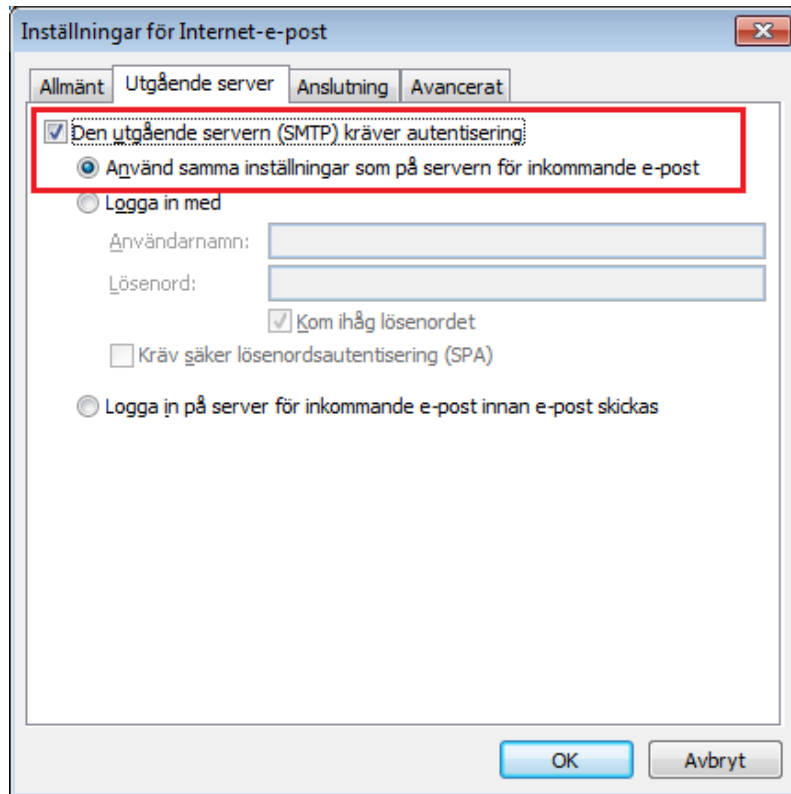 Inställningar för Internet-e-post
Allmänt Utgående server Anslutning Avancerat
Den utgående servern (SMTP) kräver autentisering
Använd samma inställningar som på servern för inkommande e-post
Logga in med
Användarnamn:
Lösenord:
Kom ihåg lösenordet
Kräv säker lösenordsautentisering (SPA)
Logga in på server för inkommande e-post innan e-post skickas
OK Avbryt